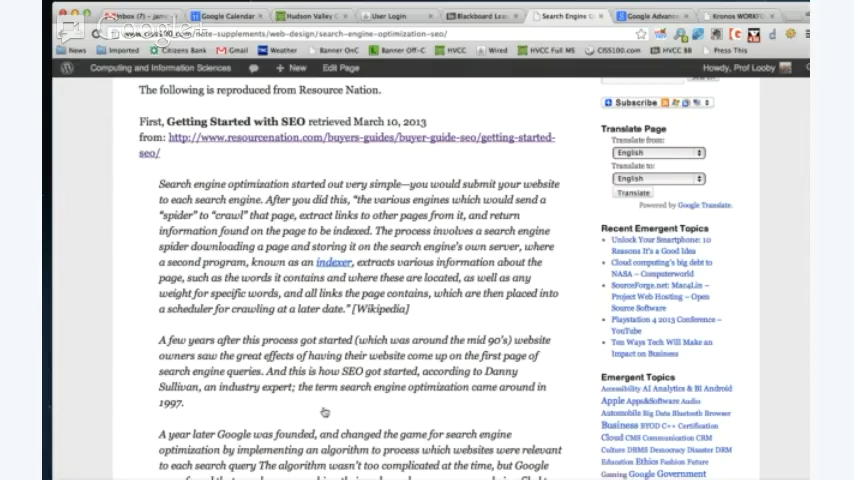 Inbox
Google Calendar
Hudson Valley C
User Login
Blackboard Lea
Search Engine O
Google Advance
Kronos WORKFO
www.ciss100.com/note-supplements/web-design/search-engine-optimization-seo/
News Imported Citizens Bank Gmail Weather Banner OnC Banner Off-C HVCC Wired HVCC Full MS CISS100.com HVCC BB Press This
Computing and Information Sciences + New Edit Page Howdy, Prof Looby
The following is reproduced from Resource Nation.
First, Getting Started with SEO retrieved March 10, 2013
from: http://www.resourcenation.com/buyers-guides/buyer-guide-seo/getting-started-
seo/
Search engine optimization started out very simple—you would submit your website
to each search engine. After you did this, “the various engines which would send a
“spider” to “crawl” that page, extract links to other pages from it, and return
information found on the page to be indexed. The process involves a search engine
spider downloading a page and storing it on the search engine’s own server, where
a second program, known as an indexer, extracts various information about the
page, such as the words it contains and where these are located, as well as any
weight for specific words, and all links the page contains, which are then placed into
a scheduler for crawling at a later date.” [Wikipedia]
A few years after this process got started (which was around the mid 90’s) website
owners saw the great effects of having their website come up on the first page of
search engine queries. And this is how SEO got started, according to Danny
Sullivan, an industry expert; the term search engine optimization came around in
1997.
A year later Google was founded, and changed the game for search engine
optimization by implementing an algorithm to process which websites were relevant
to each search query The algorithm wasn’t too complicated at the time, but Google
Subscribe
Translate Page
Translate from:
English
Translate to:
English
Translate
Powered by Google Translate.
Recent Emergent Topics
Unlock Your Smartphone: 10
Reasons It’s a Good Idea
Cloud computing’s big debt to
NASA – Computerworld
SourceForge.net: Mac4Lin –
Project Web Hosting – Open
Source Software
Playstation 4 2013 Conference –
YouTube
Ten Ways Tech Will Make an
Impact on Business
Emergent Topics
Accessibility AI Analytics & BI Android
Apple Apps&Software Audio
Automobile Big Data Bluetooth Browser
Business BYOD C++ Certification
Cloud CMS Communication CRM
Culture DBMS Democracy Disaster DRM
Education Ethics Fashion Future
Gaming Google Government